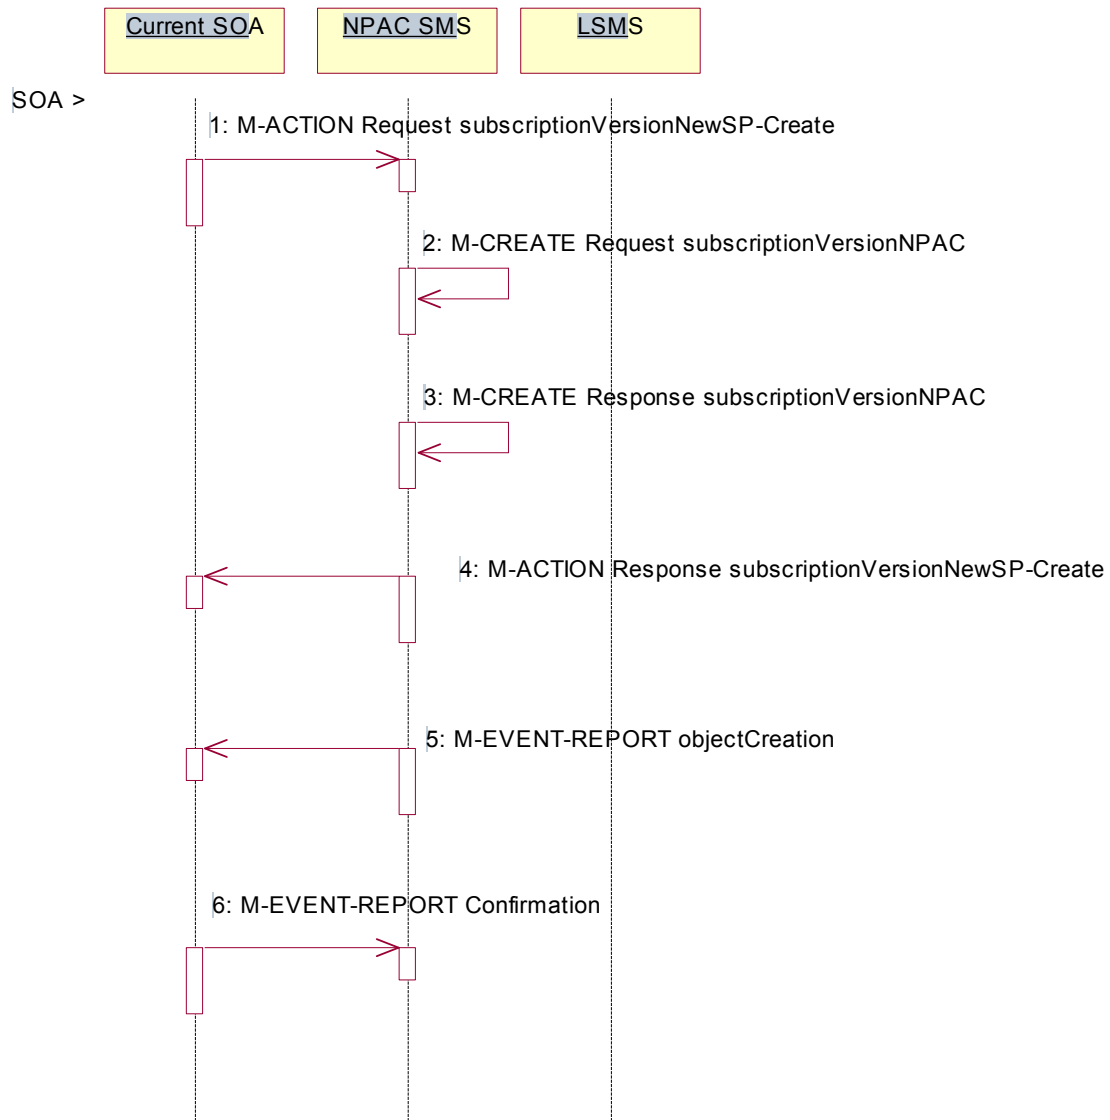 Current SOA NPAC SMS LSMS
SOA >
1: M-ACTION Request subscriptionVersionNewSP-Create
2: M-CREATE Request subscriptionVersionNPAC
3: M-CREATE Response subscriptionVersionNPAC
4: M-ACTION Response subscriptionVersionNewSP-Create
5: M-EVENT-REPORT objectCreation
6: M-EVENT-REPORT Confirmation